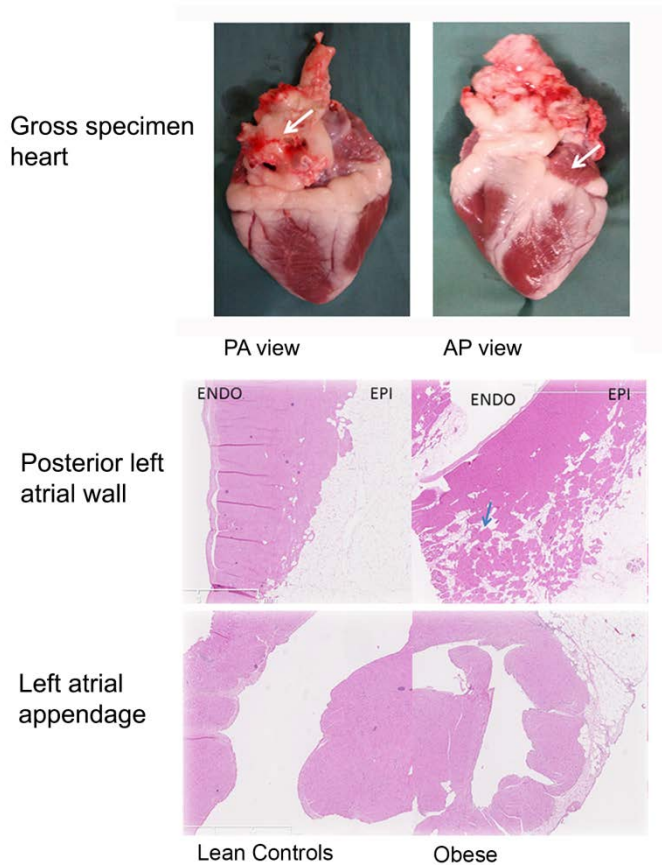 Gross specimen
heart
PA view
AP view
ENDO
EPI
ENDO
EPI
Posterior left
atrial wall
Left atrial
appendage
Lean Controls
Obese